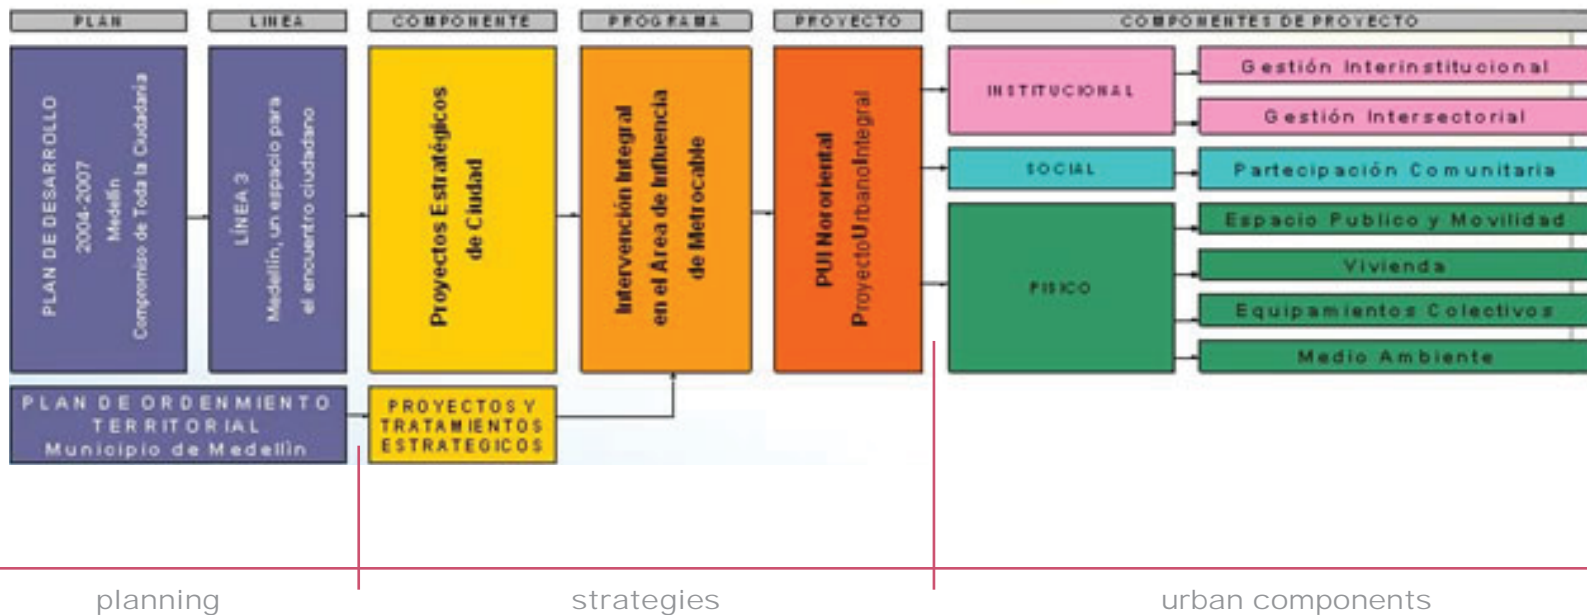 PLAN
LINEA
COMPONENTE
PROGRAMA
PROYECTO
COMPONENTES DE PROYECTO
PLAN DE DESARROLLO
2004-2007
Medellín
Compromiso de Toda la Ciudadanía
LÍNEA 3
Medellín, un espacio para
el encuentro ciudadano
Proyectos Estratégicos
de Ciudad
Intervención Integral
en el Área de Influencia
de Metrocable
PUI Nororiental
ProyectoUrbanoIntegral
INSTITUCIONAL
Gestión Interinstitucional
Gestión Intersectorial
SOCIAL
Partecipación Comunitaria
FISICO
Espacio Publico y Movilidad
Vivienda
Equipamientos Colectivos
Medio Ambiente
PLAN DE ORDENMIENTO
TERRITORIAL
Municipio de Medellìn
PROYECTOS Y
TRATAMIENTOS
ESTRATEGICOS
planning
strategies
urban components